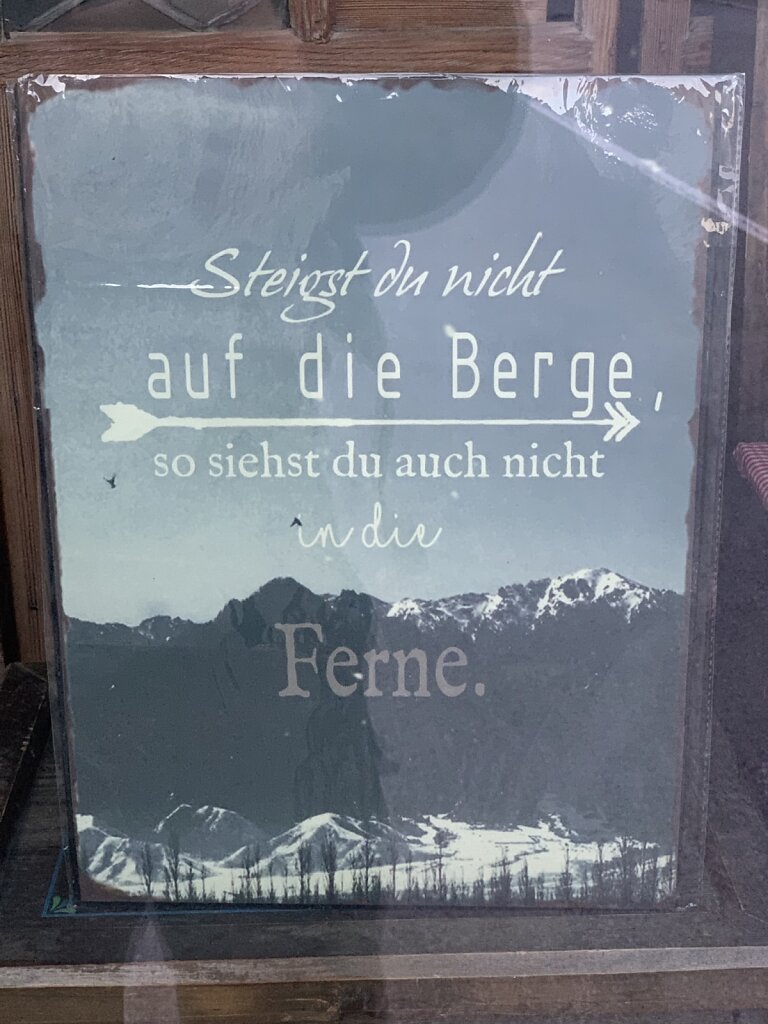 Steigst du nicht
auf die Berge,
so siehst du auch nicht
in die
Ferne.